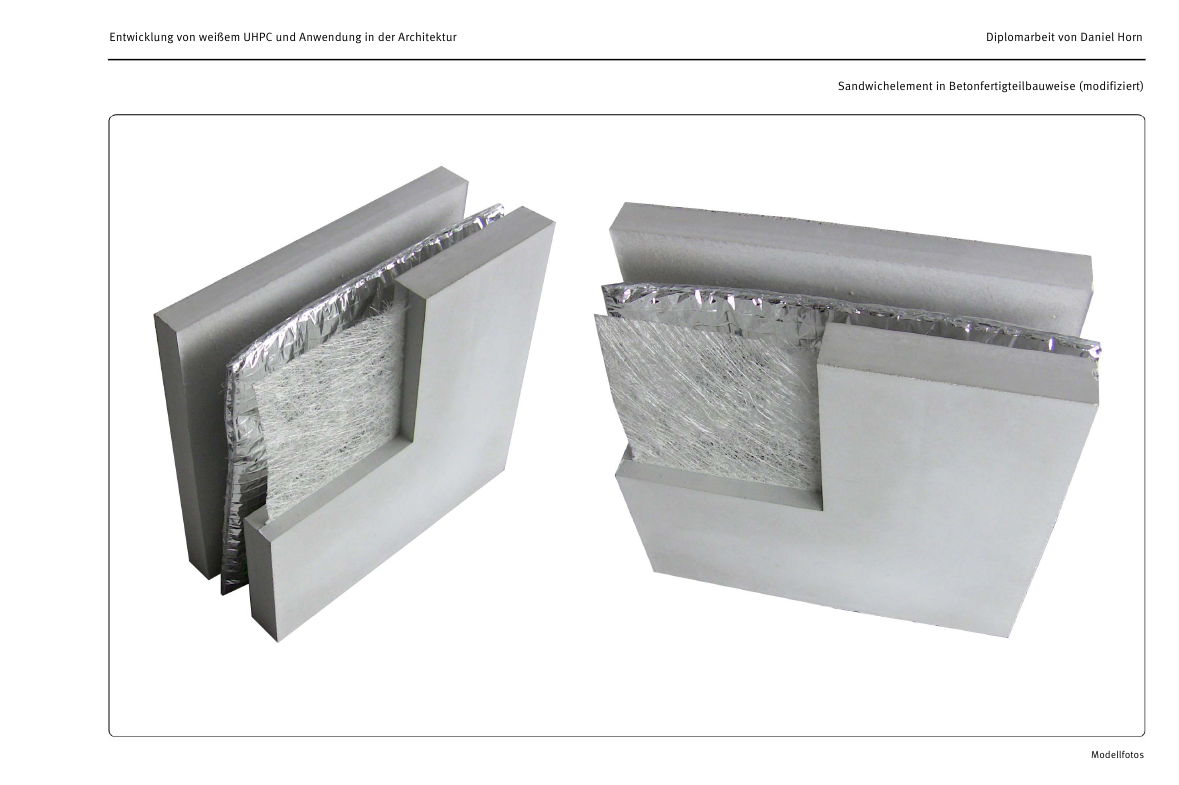 Entwicklung von weißem UHPC und Anwendung in der Architektur
Diplomarbeit von Daniel Horn
Sandwichelement in Betonfertigteilbauweise (modifiziert)
Modellfotos